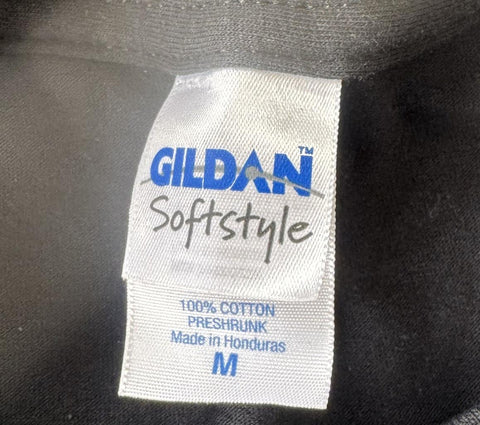 GILDAN™
Softstyle
100% COTTON
PRESHRUNK
Made in Honduras
M